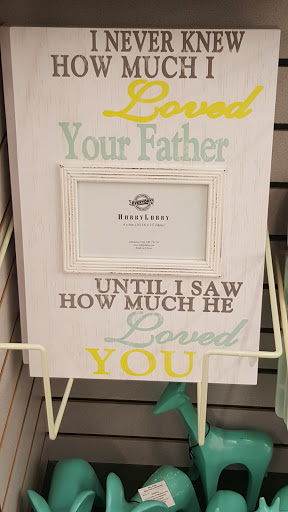 I NEVER KNEW
HOW MUCH I
Loved
Your Father
HOBBY LOBBY
UNTIL I SAW
HOW MUCH HE
Loved
YOU